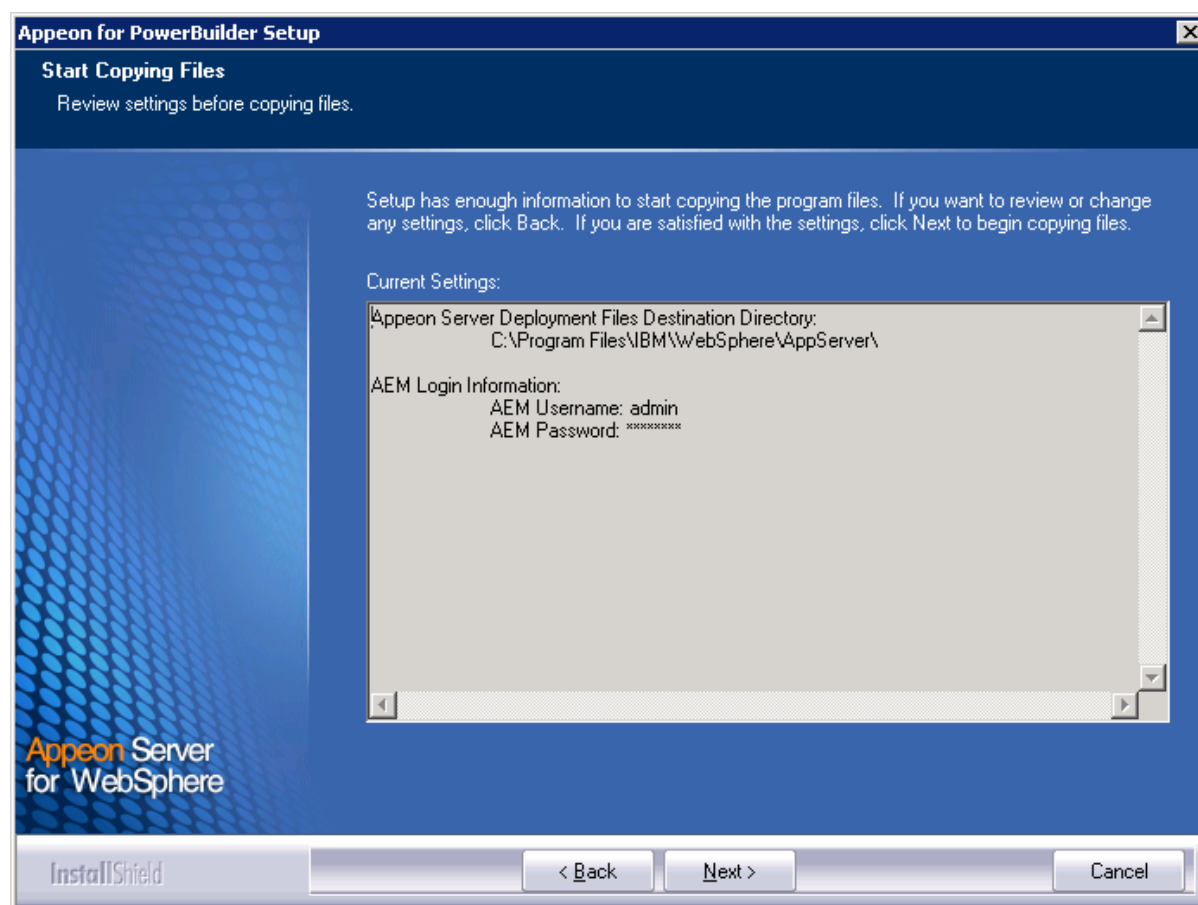 Appeon for PowerBuilder Setup
Start Copying Files
Review settings before copying files.
Setup has enough information to start copying the program files. If you want to review or change
any settings, click Back. If you are satisfied with the settings, click Next to begin copying files.
Current Settings:
Appeon Server Deployment Files Destination Directory:
C:\Program Files\IBM\WebSphere\AppServer\
AEM Login Information:
AEM Username: admin
AEM Password: ********
Appeon Server
for WebSphere
InstallShield
< Back
Next >
Cancel